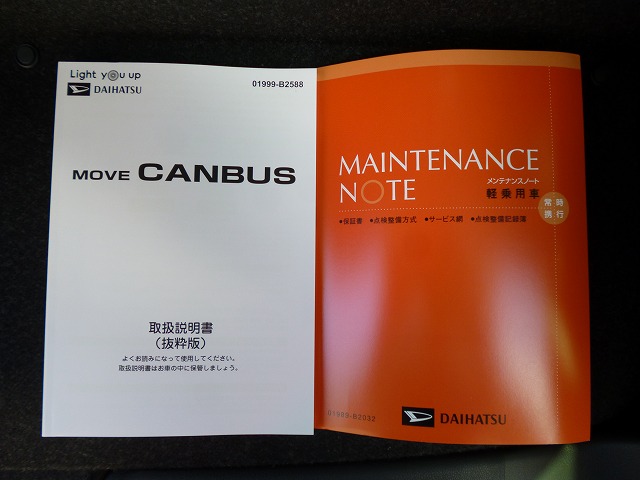 Light you up
DAIHATSU
01999-B2588
MOVE CANBUS
取扱説明書
（抜粋版）
よくお読みになって使用してください。
取扱説明書はお車の中に保管しましょう。
MAINTENANCE
NOTE
メンテナンスノート
軽乗用車
常時
携行
●保証書 ●点検整備方式 ●サービス網 ●点検整備記録簿
01999-B2032
DAIHATSU